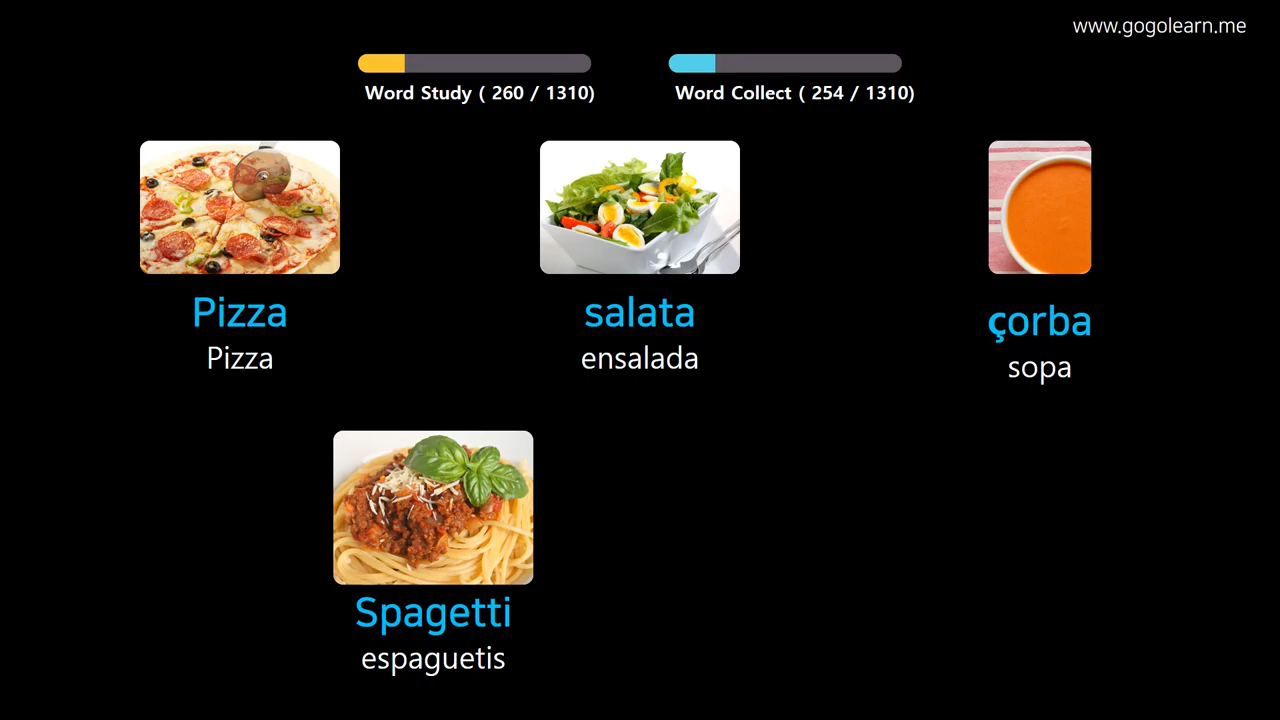 www.gogolearn.me
Word Study ( 260 / 1310)
Word Collect ( 254 / 1310)
Pizza
Pizza
salata
ensalada
çorba
sopa
Spagetti
espaguetis